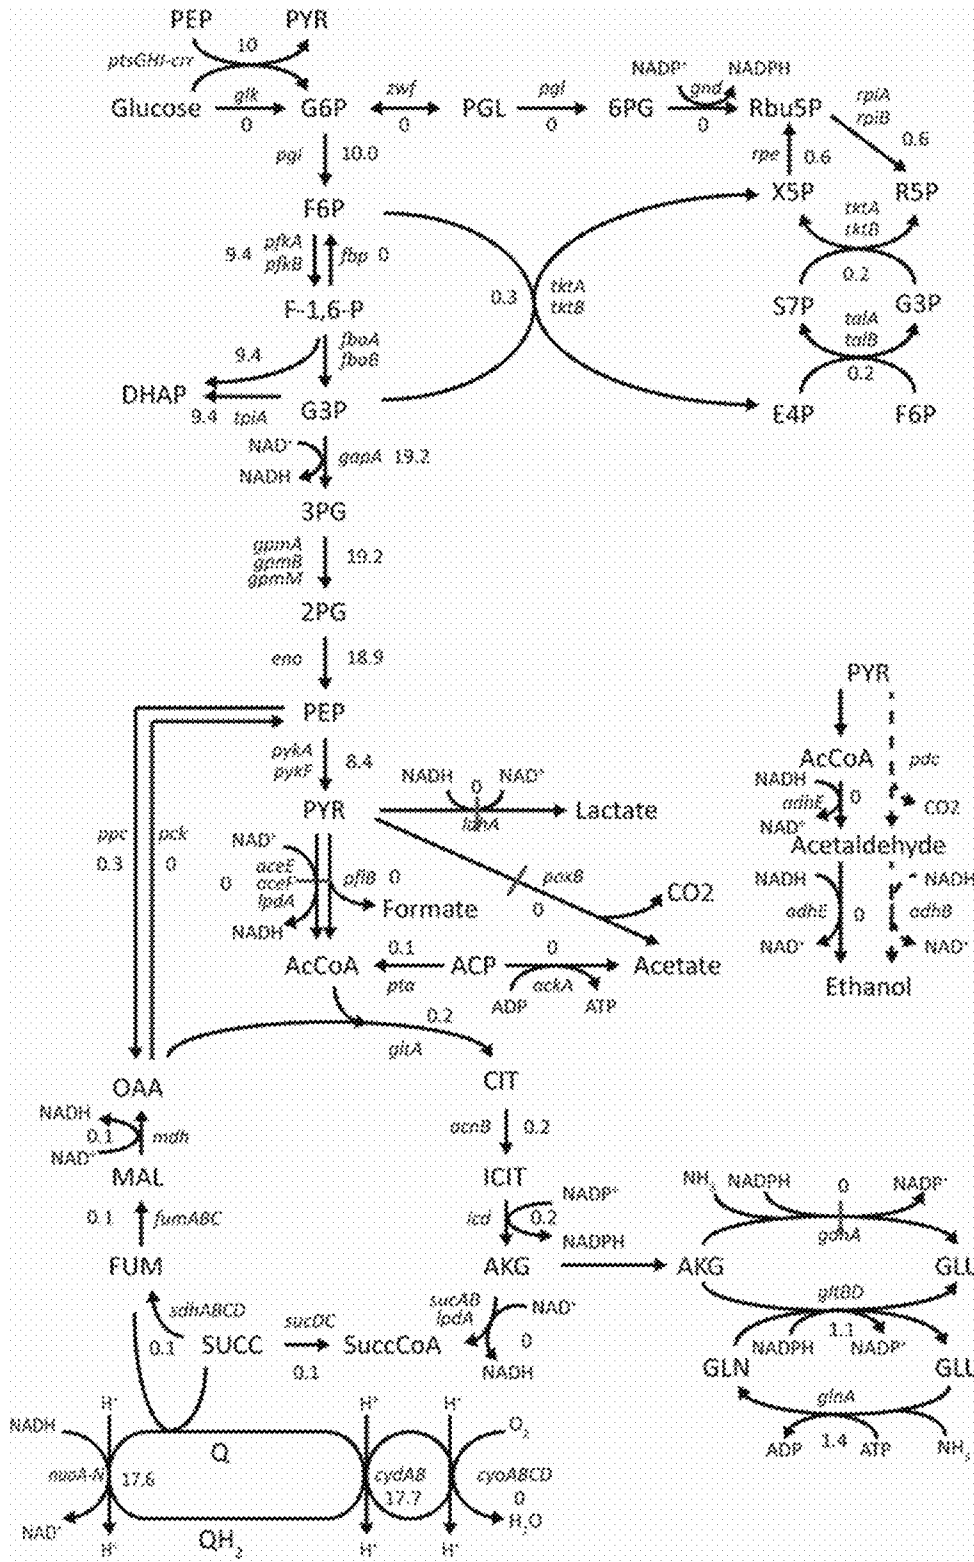 PEP PYR
10
ptsGHI-crr
Glucose glk G6P zwf PGL pgl 6PG gnd Rbu5P
NADP⁺ NADPH
0 0 0 0
rpiA
rpiB
0.6
pgi 10.0
rpe 0.6
F6P X5P R5P
9.4 pfkA
pfkB
fbp 0
tktA
tktB
0.2
0.3 tktA
tktB
F-1,6-P S7P G3P
9.4 fbaA
fbaB
talA
talB
0.2
DHAP G3P E4P F6P
9.4 tpiA
NAD⁺
gapA 19.2
NADH
3PG
gpmA
gpmB
gpmM
19.2
2PG
eno 18.9
PEP
pykA
pykF
8.4
PYR
NADH 0 NAD⁺
ldhA
Lactate
ppc
0.3
pck
0
NAD⁺
0 aceE
aceF
lpdA
NADH
pflB 0
Formate
poxB
0
CO2
AcCoA 0.1 ACP 0 Acetate
pta ADP ackA ATP
PYR
AcCoA pdc
NADH
adhE 0
NAD⁺
CO2
Acetaldehyde
NADH NADH
adhE 0 adhB
NAD⁺ NAD⁺
Ethanol
0.2
gltA
OAA CIT
NADH
0.1 mdh
NAD⁺
acnB 0.2
MAL ICIT
0.1 fumABC
NADP⁺
icd 0.2
NADPH
NH₃ NADPH 0 NADP⁺
gdhA
FUM AKG AKG GLU
sdhABCD
0.1
SUCC sucDC SuccCoA
0.1
sucAB
lpdA
NAD⁺
0
NADH
gltBD
NADPH 1.1 NADP⁺
GLN GLU
glnA
ADP 1.4 ATP NH₃
H⁺ H⁺ H⁺
NADH Q O₂
nuoA-N 17.6 cydAB cyoABCD
17.7 0
NAD⁺ QH₂ H₂O
H⁺ H⁺ H⁺